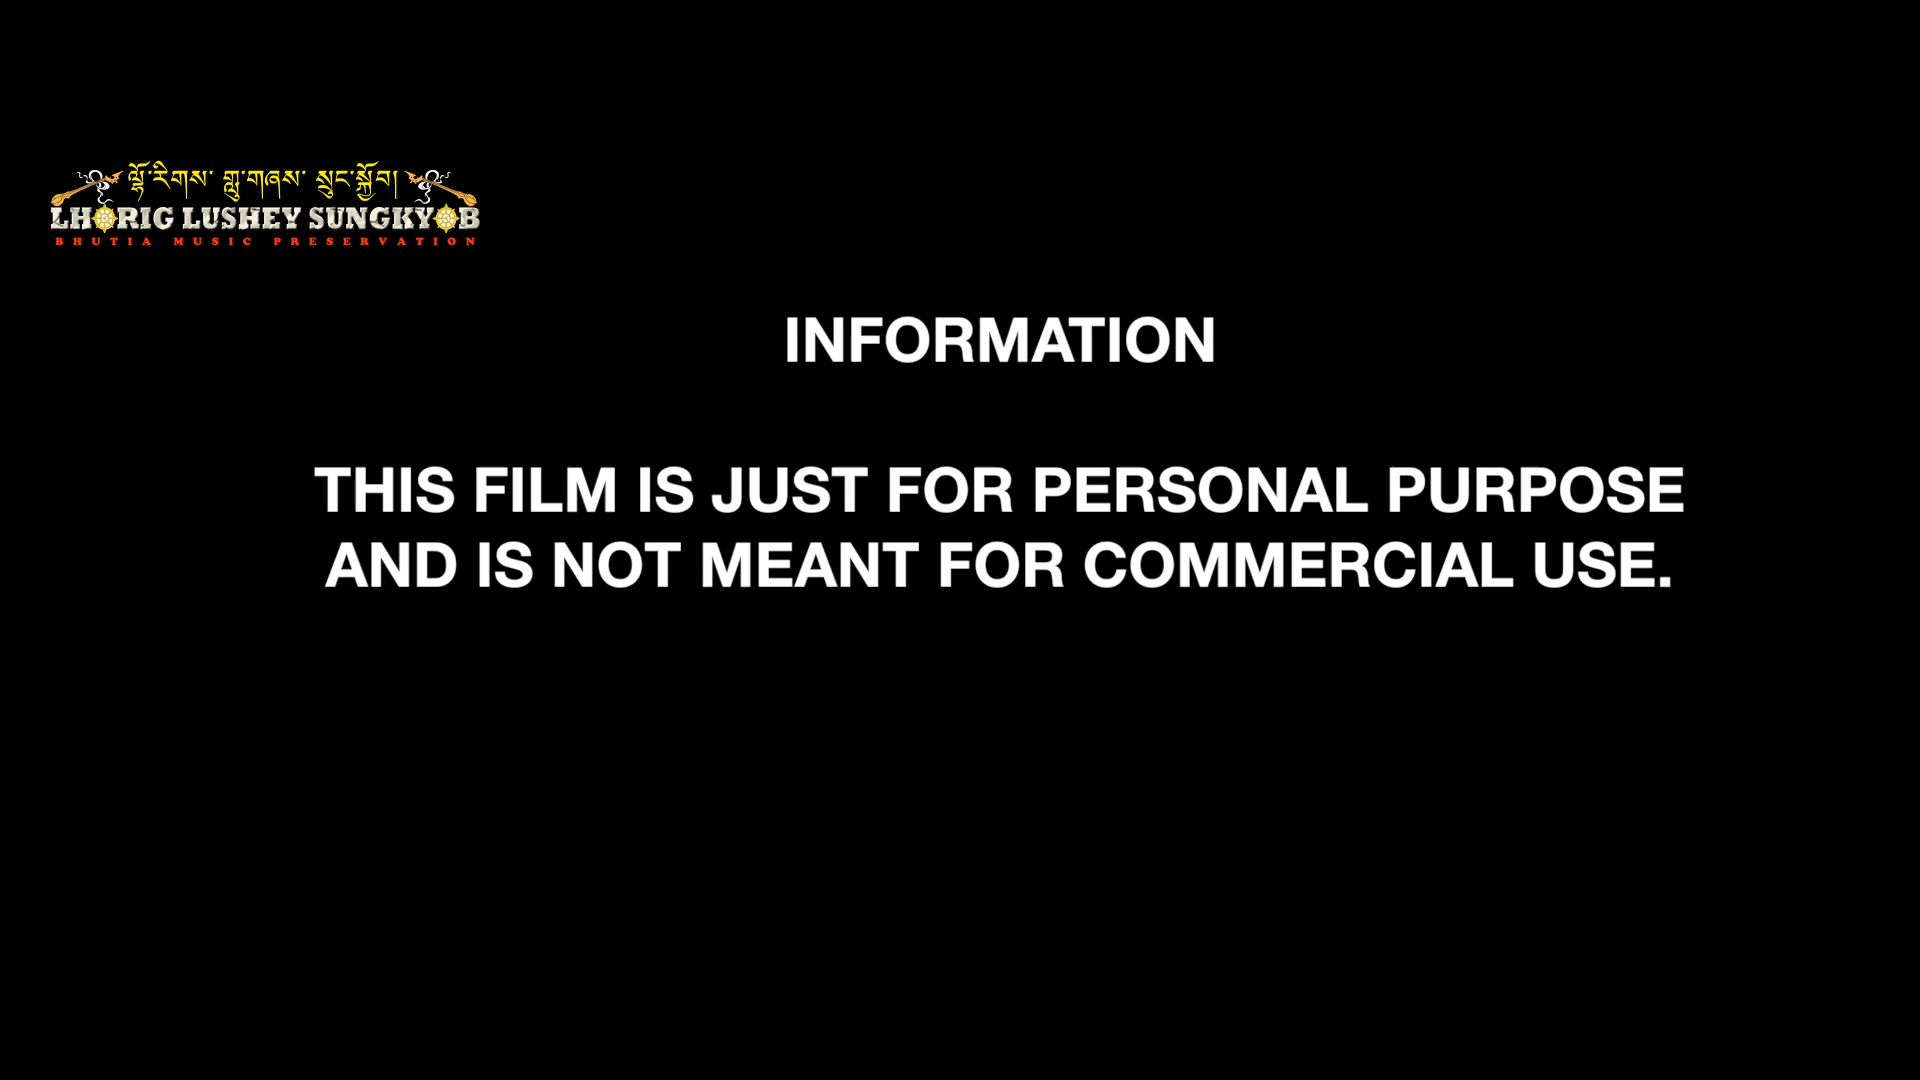 ལྷོ་རིགས་ གླུ་གཞས་ སྲུང་སྐྱོབ།
LHORIG LUSHEY SUNGKYOB
BHUTIA MUSIC PRESERVATION
INFORMATION
THIS FILM IS JUST FOR PERSONAL PURPOSE
AND IS NOT MEANT FOR COMMERCIAL USE.